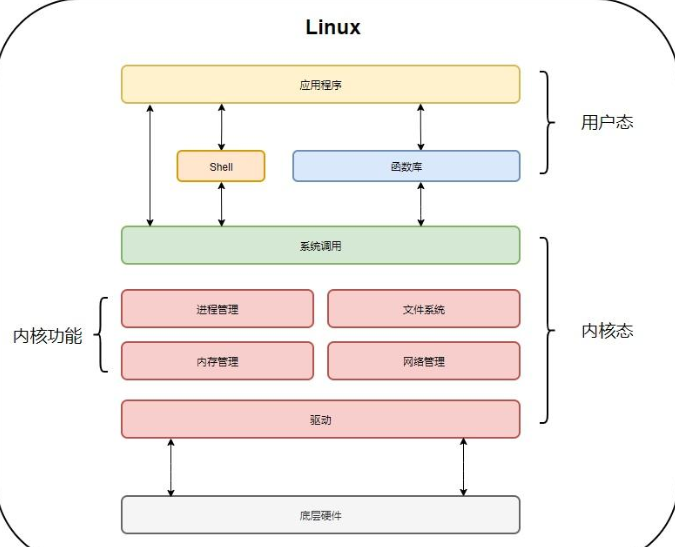 Linux
应用程序
用户态
Shell
函数库
系统调用
进程管理
文件系统
内核功能
内核态
内存管理
网络管理
驱动
底层硬件